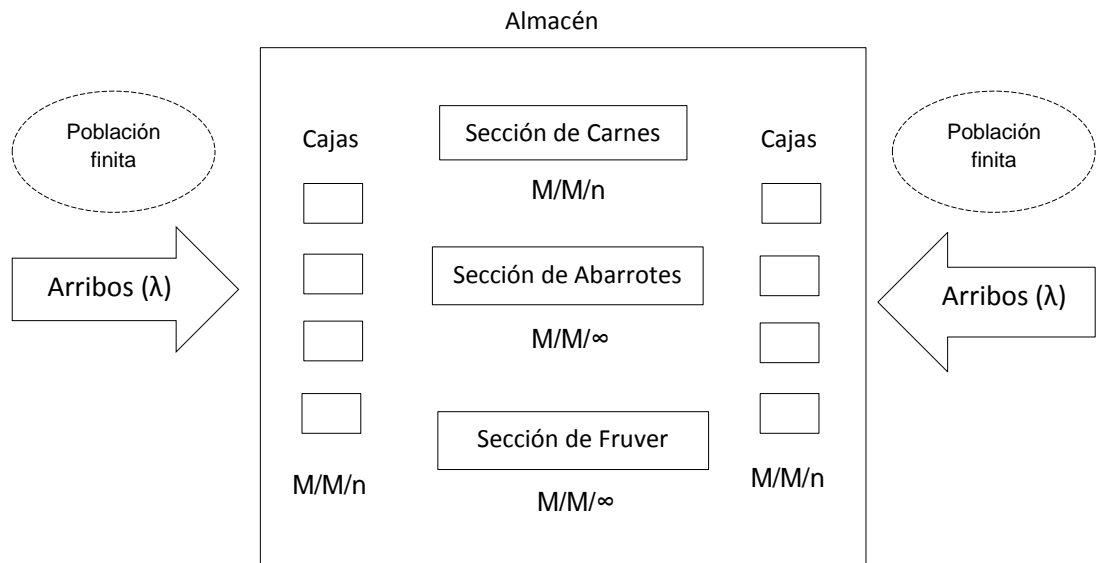 Almacén
Población
finita
Población
finita
Cajas
Sección de Carnes
Cajas
M/M/n
Arribos (λ)
Sección de Abarrotes
Arribos (λ)
M/M/∞
Sección de Fruver
M/M/n
M/M/n
M/M/∞